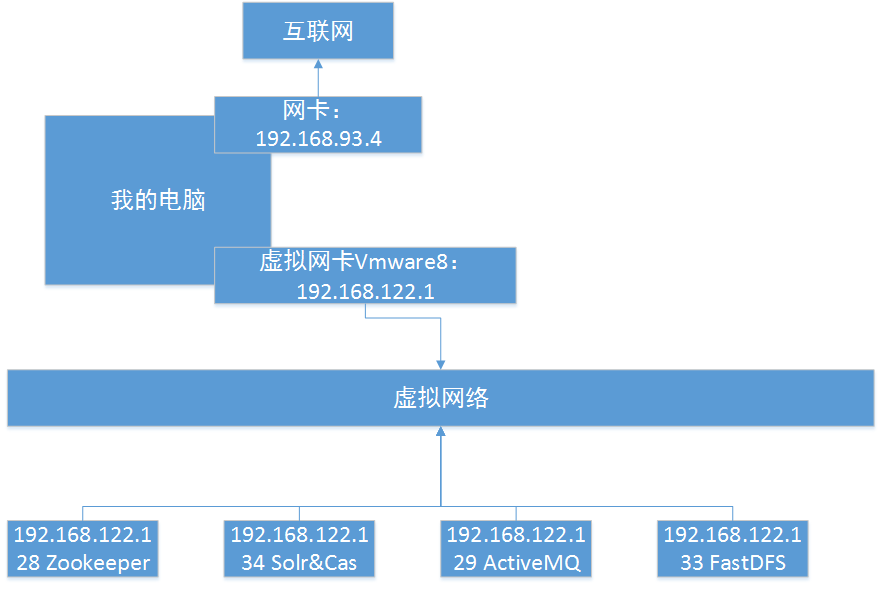 互联网
网卡：
192.168.93.4
我的电脑
虚拟网卡Vmware8：
192.168.122.1
虚拟网络
192.168.122.1
28 Zookeeper
192.168.122.1
34 Solr&Cas
192.168.122.1
29 ActiveMQ
192.168.122.1
33 FastDFS